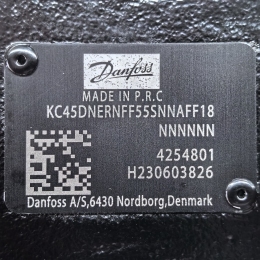 Danfoss
MADE IN P.R.C
KC45DNERNFF55SNNAFF18
NNNNNN
4254801
H230603826
Danfoss A/S,6430 Nordborg,Denmark